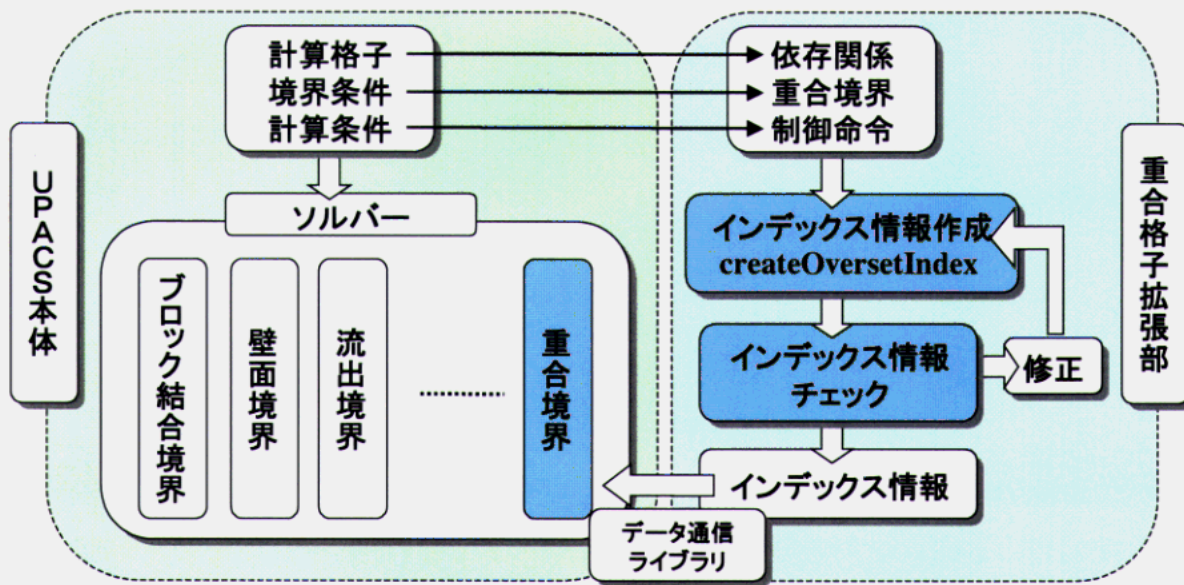 UPACS本体
計算格子
境界条件
計算条件
ソルバー
ブロック結合境界
壁面境界
流出境界
重合境界
依存関係
重合境界
制御命令
インデックス情報作成
createOversetIndex
インデックス情報
チェック
修正
インデックス情報
データ通信
ライブラリ
重合格子拡張部